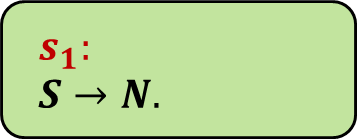 s₁:
S → N.